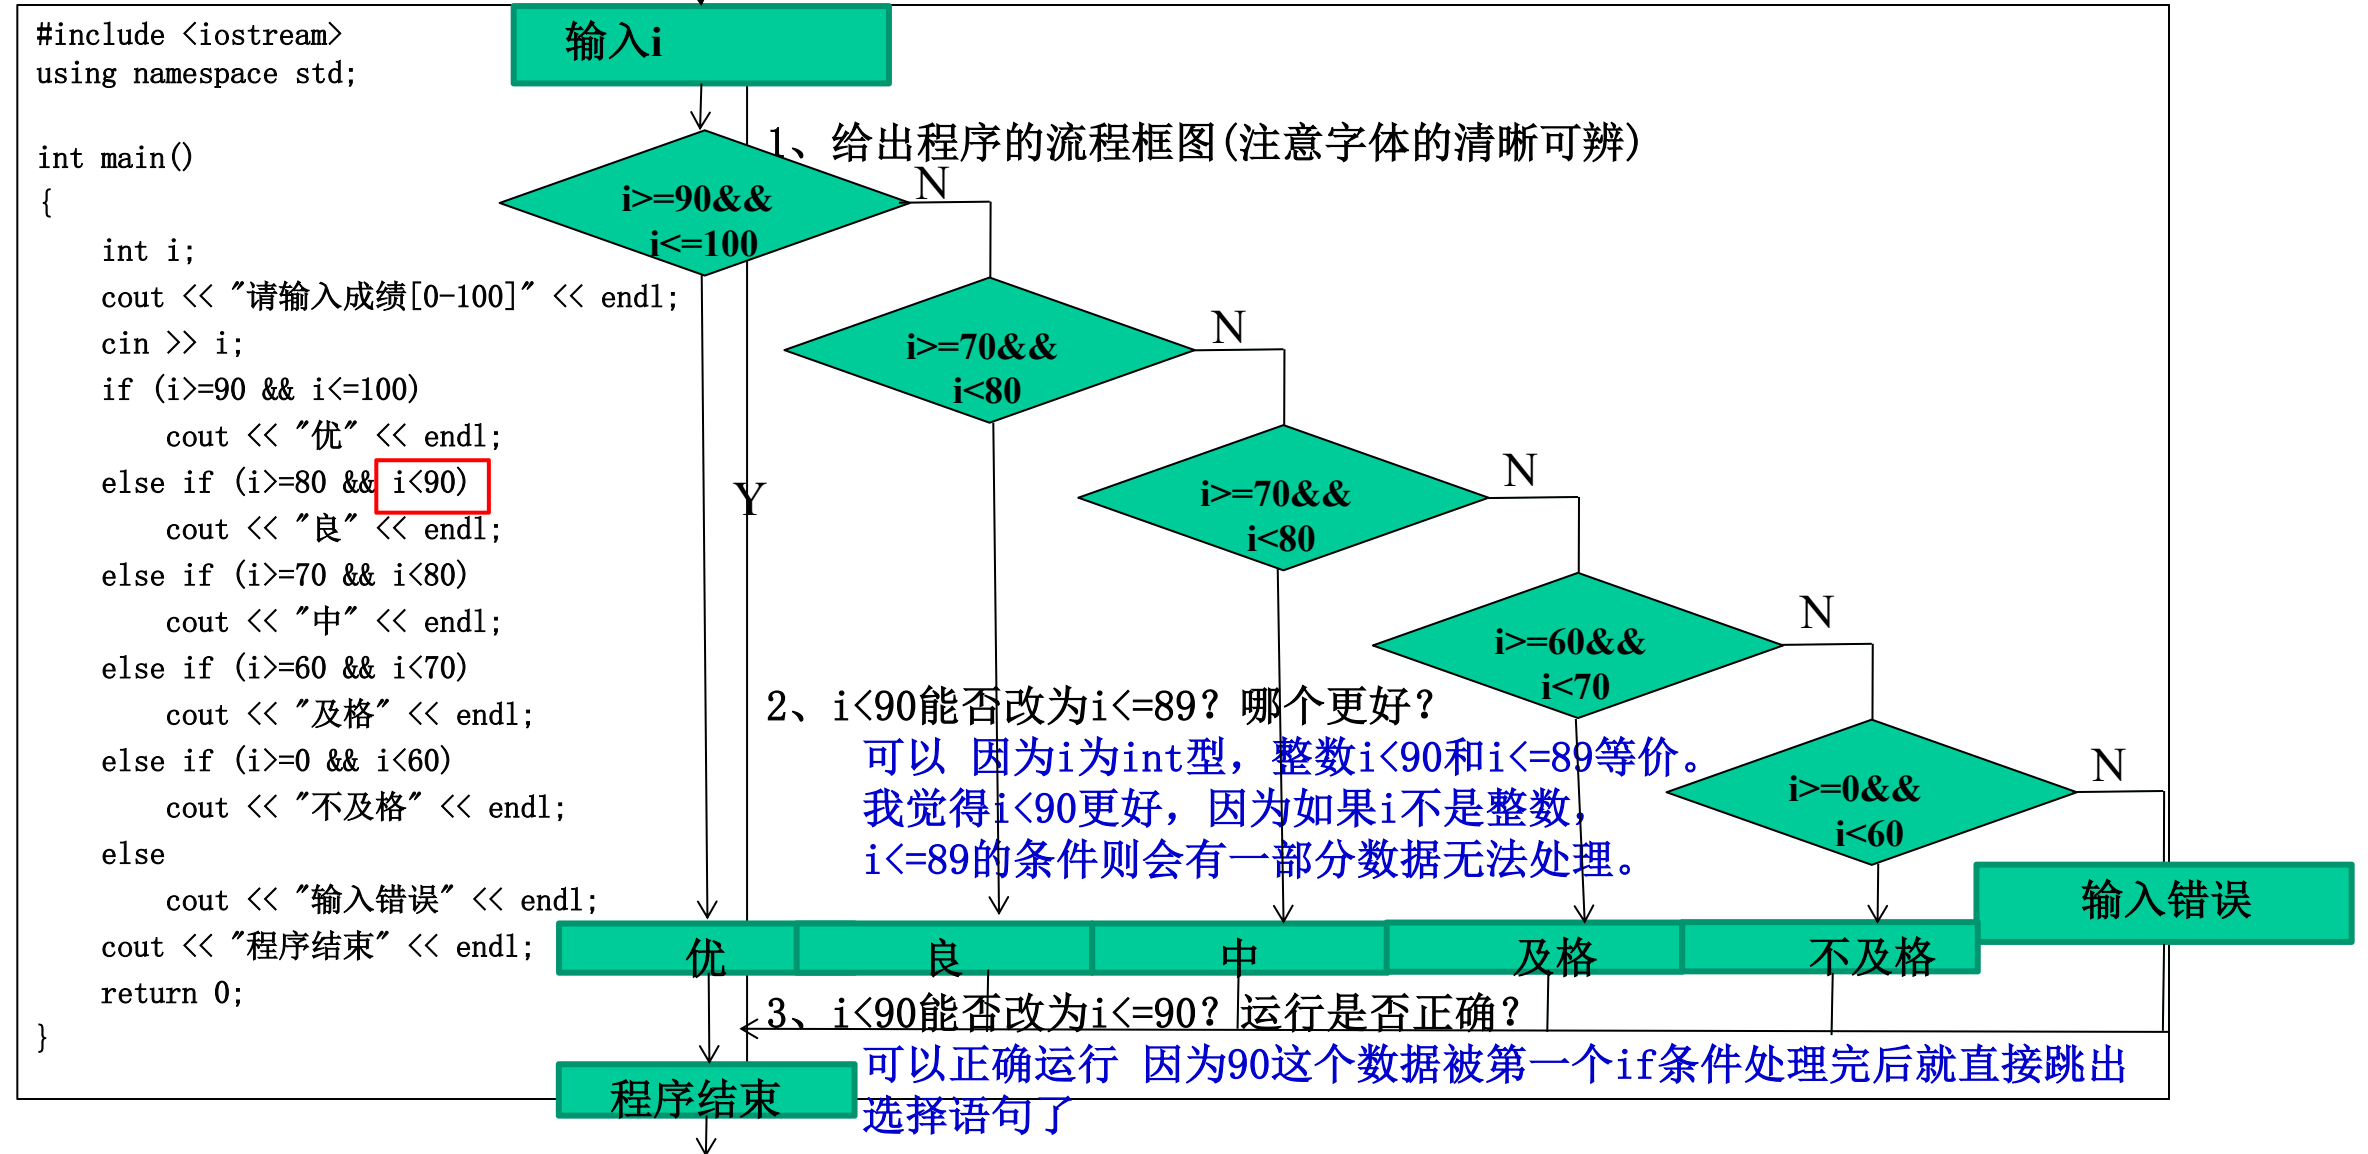 #include <iostream>
using namespace std;
int main()
{
int i;
cout << "请输入成绩[0-100]" << endl;
cin >> i;
if (i>=90 && i<=100)
cout << "优" << endl;
else if (i>=80 && i<90)
cout << "良" << endl;
else if (i>=70 && i<80)
cout << "中" << endl;
else if (i>=60 && i<70)
cout << "及格" << endl;
else if (i>=0 && i<60)
cout << "不及格" << endl;
else
cout << "输入错误" << endl;
cout << "程序结束" << endl;
return 0;
}
输入i
1、给出程序的流程框图(注意字体的清晰可辨)
i>=90&&
i<=100
N
i>=70&&
i<80
N
Y
i>=70&&
i<80
N
i>=60&&
i<70
N
i>=0&&
i<60
N
2、i<90能否改为i<=89？哪个更好？
可以 因为i为int型，整数i<90和i<=89等价。
我觉得i<90更好，因为如果i不是整数，
i<=89的条件则会有一部分数据无法处理。
输入错误
优
良
中
及格
不及格
3、i<90能否改为i<=90？运行是否正确？
可以正确运行 因为90这个数据被第一个if条件处理完后就直接跳出
选择语句了
程序结束